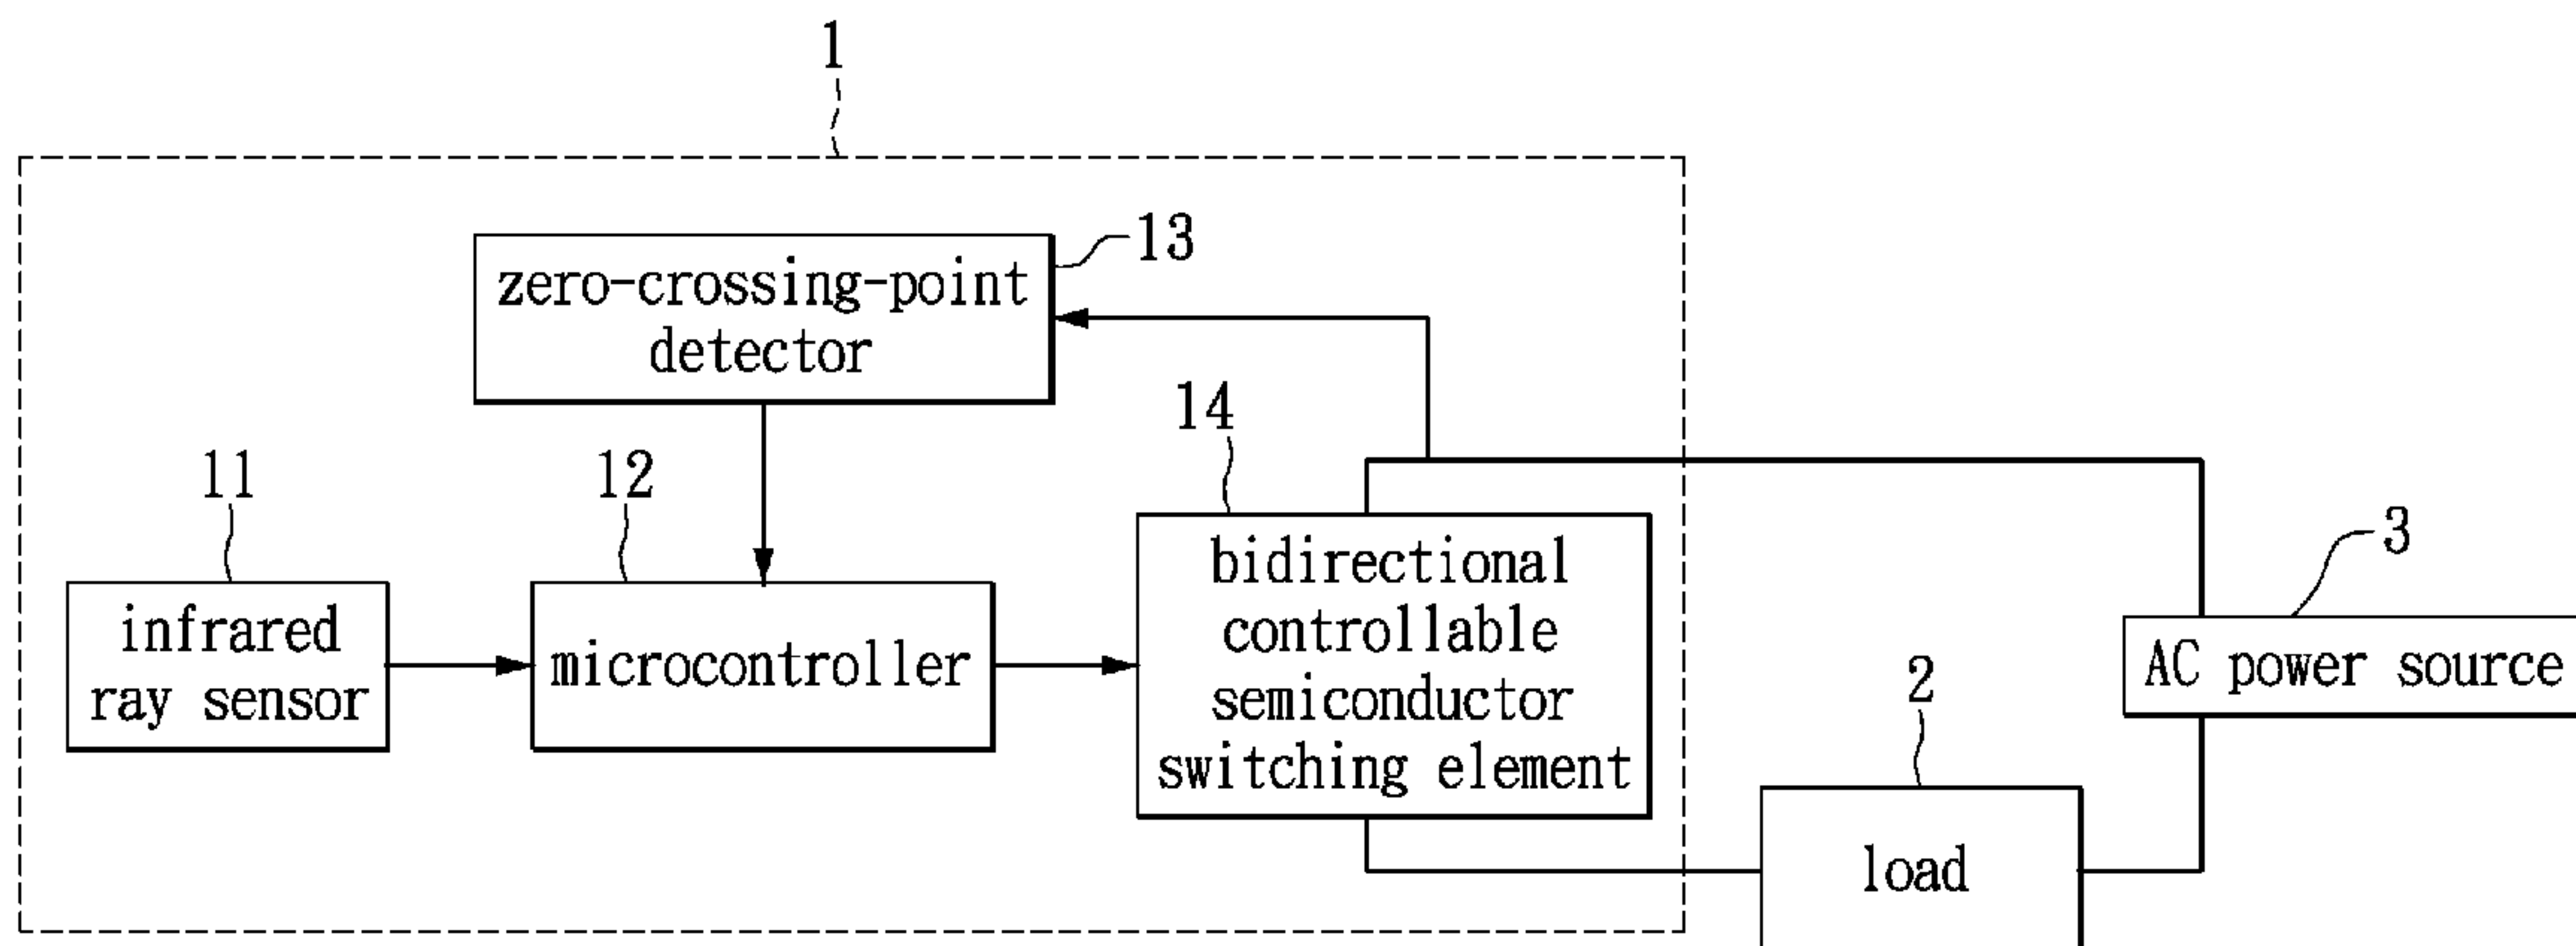 1
13
zero-crossing-point
detector
14
11
12
3
infrared
ray sensor
microcontroller
bidirectional
controllable
semiconductor
switching element
AC power source
2
load